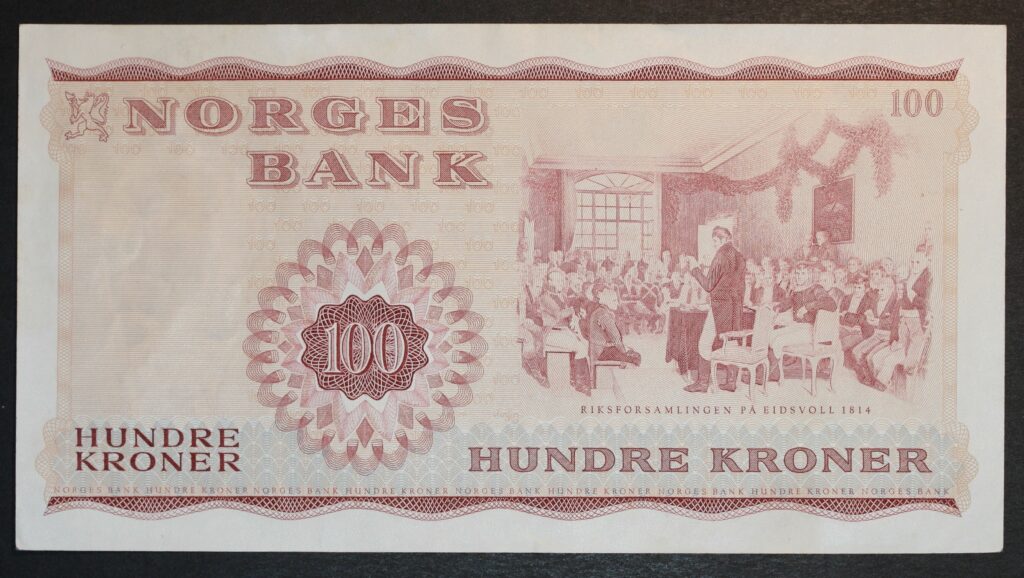 NORGES
BANK
100
100
RIKSFORSAMLINGEN PÅ EIDSVOLL 1814
HUNDRE
KRONER
HUNDRE KRONER
NORGES BANK HUNDRE KRONER NORGES BANK HUNDRE KRONER NORGES BANK HUNDRE KRONER NORGES BANK HUNDRE KRONER NORGES BANK